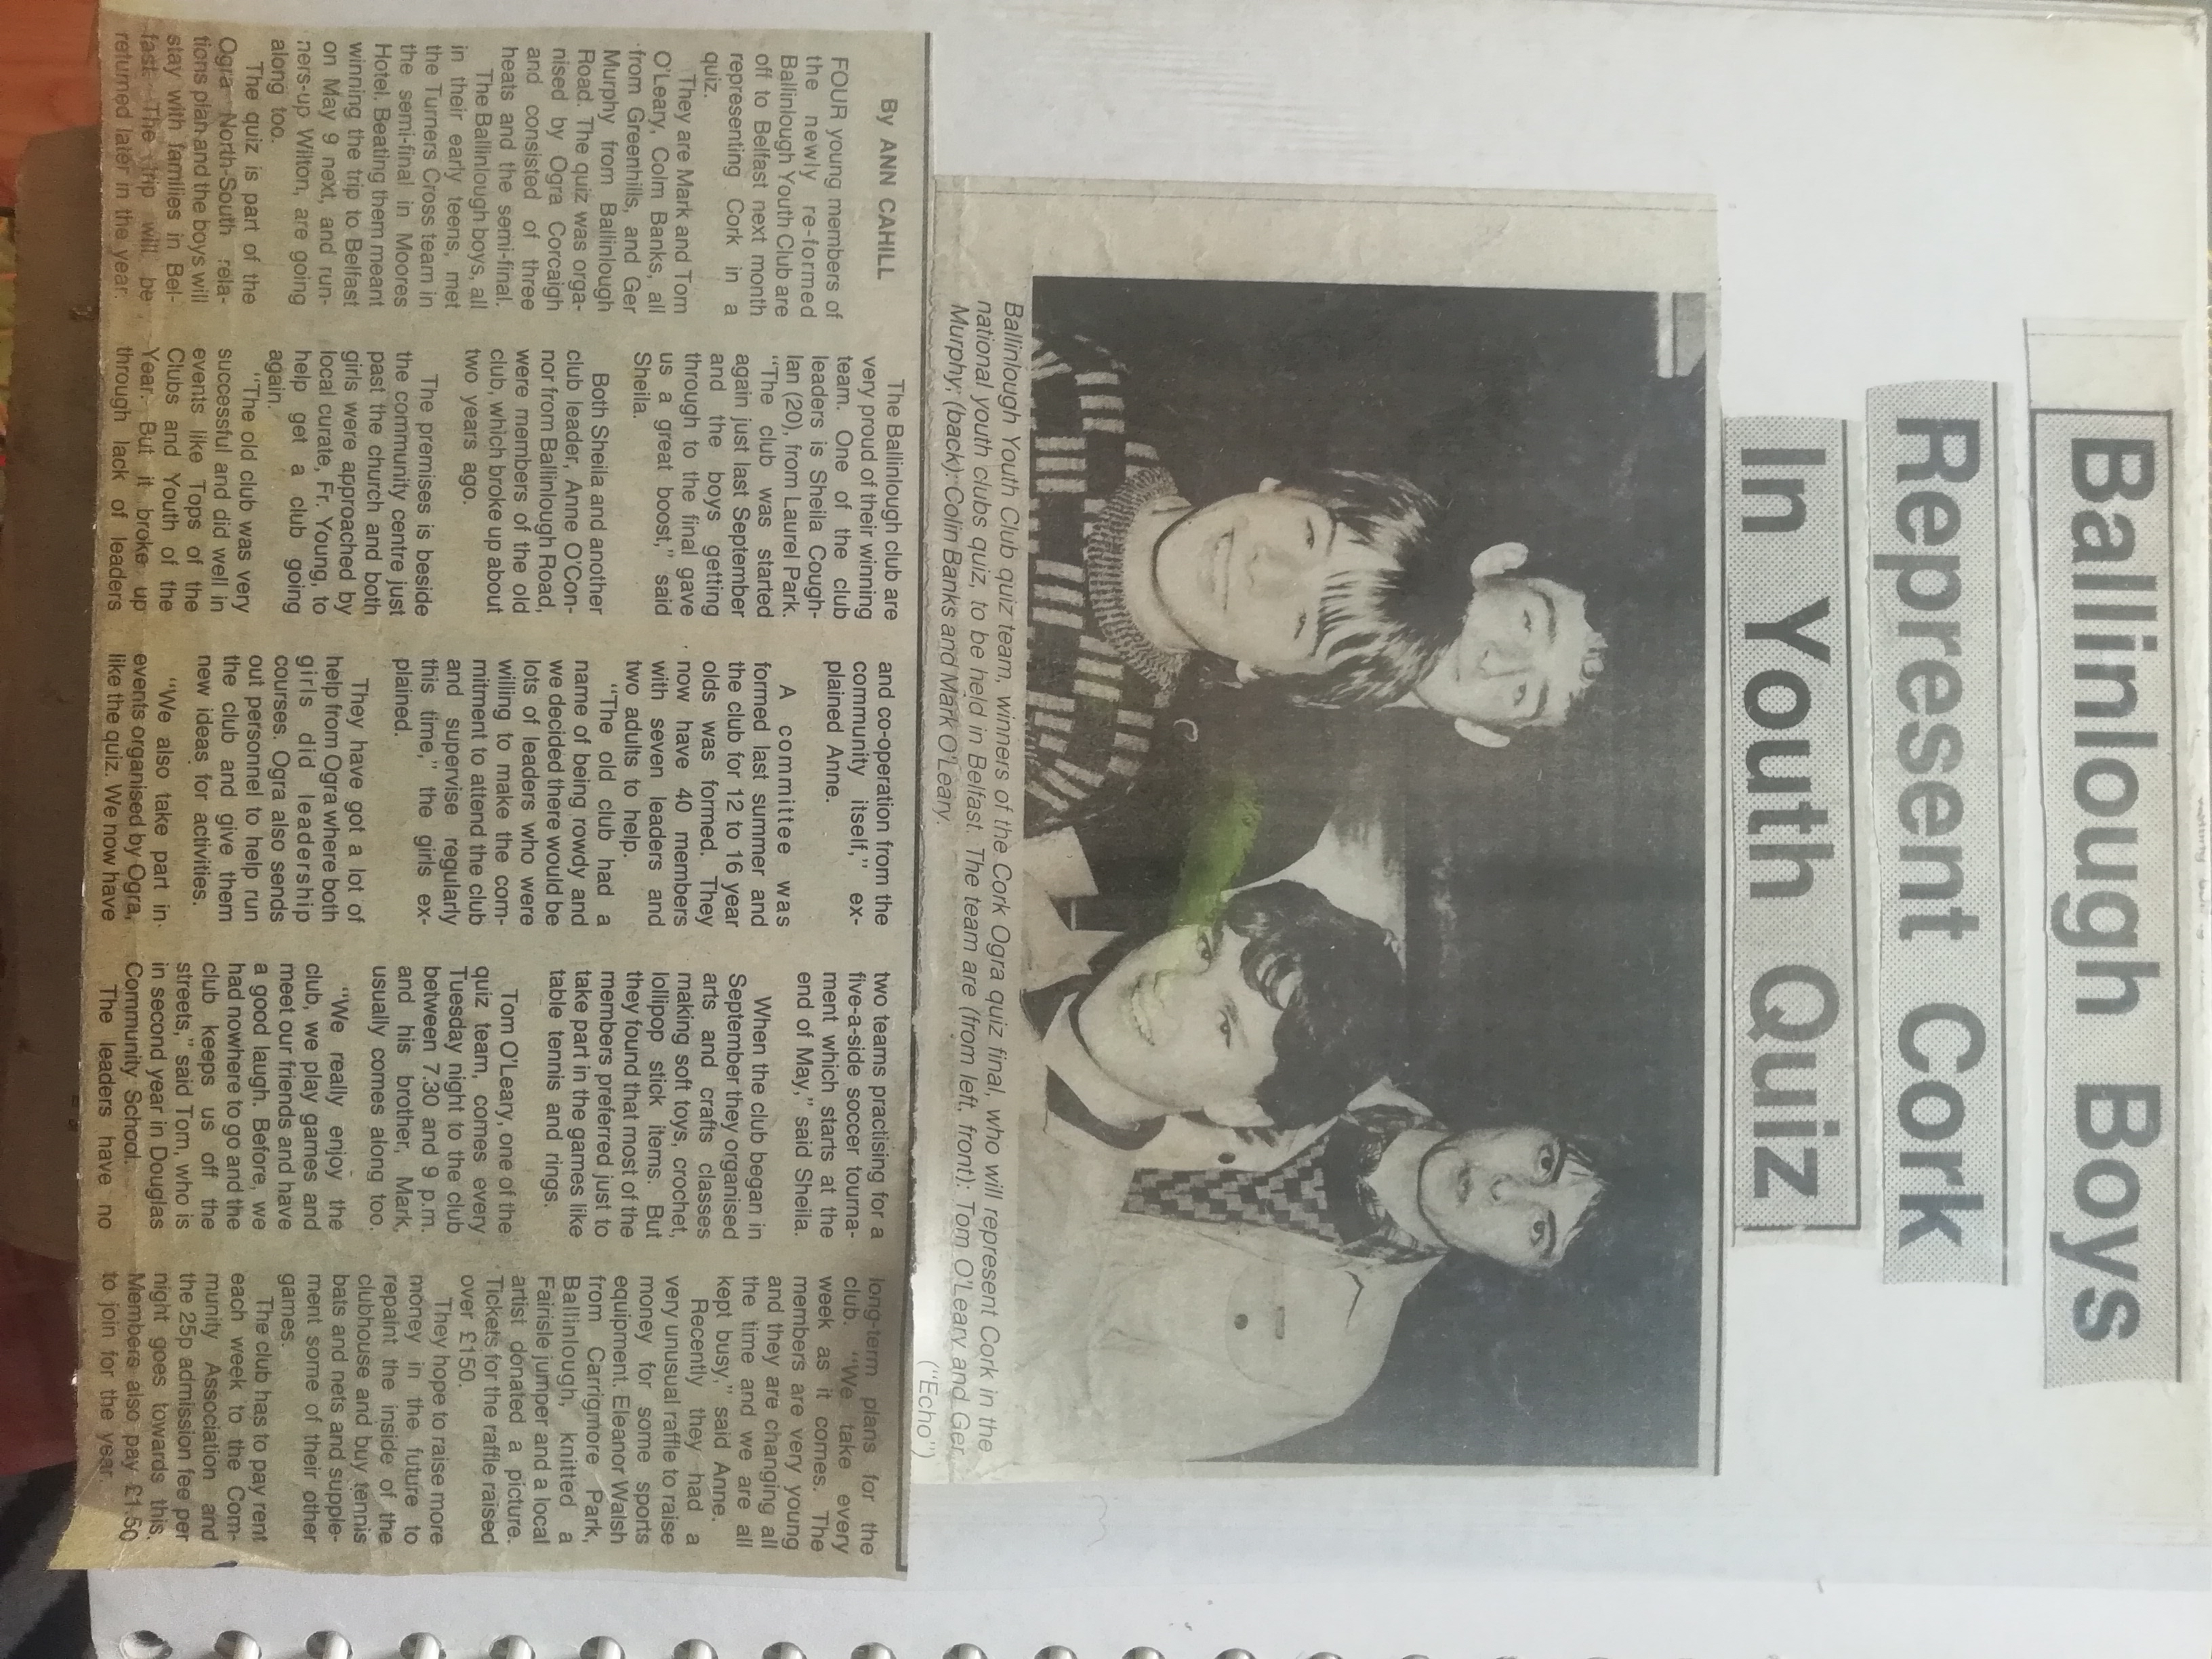 Ballinlough Boys
Represent Cork
In Youth Quiz
Ballinlough Youth Club quiz team, winners of the Cork Ogra quiz final, who will represent Cork in the
national youth clubs quiz, to be held in Belfast. The team are (from left, front): Tom O'Leary and Ger
Murphy; (back): Colin Banks and Mark O'Leary.
("Echo")
By ANN CAHILL
FOUR young members of
the newly re-formed
Ballinlough Youth Club are
off to Belfast next month
representing Cork in a
quiz.
They are Mark and Tom
O'Leary, Colm Banks, all
from Greenhills, and Ger
Murphy from Ballinlough
Road. The quiz was orga-
nised by Ogra Corcaigh
and consisted of three
heats and the semi-final.
The Ballinlough boys, all
in their early teens, met
the Turners Cross team in
the semi-final in Moores
Hotel. Beating them meant
winning the trip to Belfast
on May 9 next, and run-
ners-up Wilton, are going
along too.
The quiz is part of the
Ogra North-South rela-
tions plan and the boys will
stay with famlies in Bel-
fast. The trip will be
returned later in the year.
The Ballinlough club are
very proud of their winning
team. One of the club
leaders is Sheila Cough-
lan (20), from Laurel Park.
"The club was started
again just last September
and the boys getting
through to the final gave
us a great boost," said
Sheila.
Both Sheila and another
club leader, Anne O'Con-
nor from Ballinlough Road,
were members of the old
club, which broke up about
two years ago.
The premises is beside
the community centre just
past the church and both
girls were approached by
local curate, Fr. Young, to
help get a club going
again.
"The old club was very
successful and did well in
events like Tops of the
Clubs and Youth of the
Year. But it broke up
through lack of leaders
and co-operation from the
community itself," ex-
plained Anne.
A committee was
formed last summer and
the club for 12 to 16 year
olds was formed. They
now have 40 members
with seven leaders and
two adults to help.
"The old club had a
name of being rowdy and
we decided there would be
lots of leaders who were
willing to make the com-
mitment to attend the club
and supervise regularly
this time," the girls ex-
plained.
They have got a lot of
help from Ogra where both
girls did leadership
courses. Ogra also sends
out personnel to help run
the club and give them
new ideas for activities.
"We also take part in
events organised by Ogra,
like the quiz. We now have
two teams practising for a
five-a-side soccer tourna-
ment which starts at the
end of May," said Sheila.
When the club began in
September they organised
arts and crafts classes
making soft toys, crochet,
lollipop stick items. But
they found that most of the
members preferred just to
take part in the games like
table tennis and rings.
Tom O'Leary, one of the
quiz team, comes every
Tuesday night to the club
between 7.30 and 9 p.m.
and his brother, Mark,
usually comes along too.
"We really enjoy the
club, we play games and
meet our friends and have
a good laugh. Before, we
had nowhere to go and the
club keeps us off the
streets," said Tom, who is
in second year in Douglas
Community School.
The leaders have no
long-term plans for the
club. "We take every
week as it comes. The
members are very young
and they are changing all
the time and we are all
kept busy," said Anne.
Recently they had a
very unusual raffle to raise
money for some sports
equipment. Eleanor Walsh
from Carrigmore Park,
Ballinlough, knitted a
Fairisle jumper and a local
artist donated a picture.
Tickets for the raffle raised
over £150.
They hope to raise more
money in the future to
repaint the inside of the
clubhouse and buy tennis
bats and nets and supple-
ment some of their other
games.
The club has to pay rent
each week to the Com-
munity Association and
the 25p admission fee per
night goes towards this.
Members also pay £1.50
to join for the year.